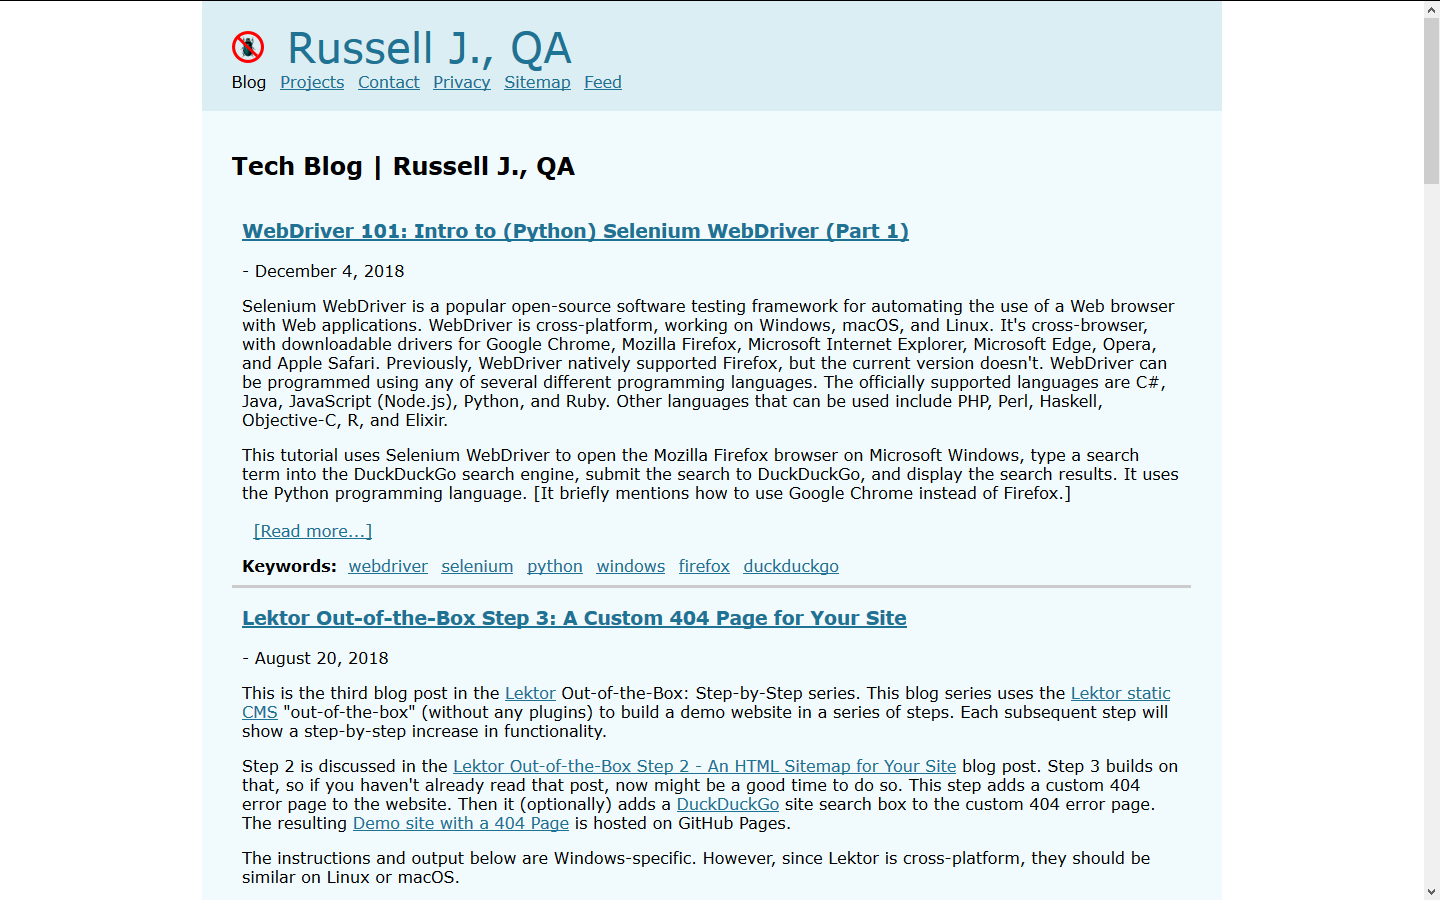 Russell J., QA
Blog Projects Contact Privacy Sitemap Feed
Tech Blog | Russell J., QA
WebDriver 101: Intro to (Python) Selenium WebDriver (Part 1)
- December 4, 2018
Selenium WebDriver is a popular open-source software testing framework for automating the use of a Web browser
with Web applications. WebDriver is cross-platform, working on Windows, macOS, and Linux. It's cross-browser,
with downloadable drivers for Google Chrome, Mozilla Firefox, Microsoft Internet Explorer, Microsoft Edge, Opera,
and Apple Safari. Previously, WebDriver natively supported Firefox, but the current version doesn't. WebDriver can
be programmed using any of several different programming languages. The officially supported languages are C#,
Java, JavaScript (Node.js), Python, and Ruby. Other languages that can be used include PHP, Perl, Haskell,
Objective-C, R, and Elixir.
This tutorial uses Selenium WebDriver to open the Mozilla Firefox browser on Microsoft Windows, type a search
term into the DuckDuckGo search engine, submit the search to DuckDuckGo, and display the search results. It uses
the Python programming language. [It briefly mentions how to use Google Chrome instead of Firefox.]
[Read more...]
Keywords: webdriver selenium python windows firefox duckduckgo
Lektor Out-of-the-Box Step 3: A Custom 404 Page for Your Site
- August 20, 2018
This is the third blog post in the Lektor Out-of-the-Box: Step-by-Step series. This blog series uses the Lektor static
CMS "out-of-the-box" (without any plugins) to build a demo website in a series of steps. Each subsequent step will
show a step-by-step increase in functionality.
Step 2 is discussed in the Lektor Out-of-the-Box Step 2 - An HTML Sitemap for Your Site blog post. Step 3 builds on
that, so if you haven't already read that post, now might be a good time to do so. This step adds a custom 404
error page to the website. Then it (optionally) adds a DuckDuckGo site search box to the custom 404 error page.
The resulting Demo site with a 404 Page is hosted on GitHub Pages.
The instructions and output below are Windows-specific. However, since Lektor is cross-platform, they should be
similar on Linux or macOS.